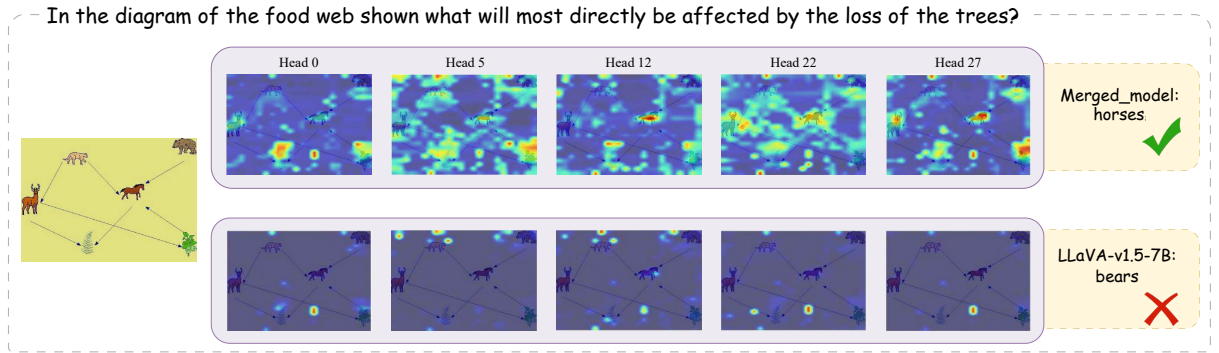 In the diagram of the food web shown what will most directly be affected by the loss of the trees?
Head 0
Head 5
Head 12
Head 22
Head 27
Merged_model:
horses
LLaVA-v1.5-7B:
bears